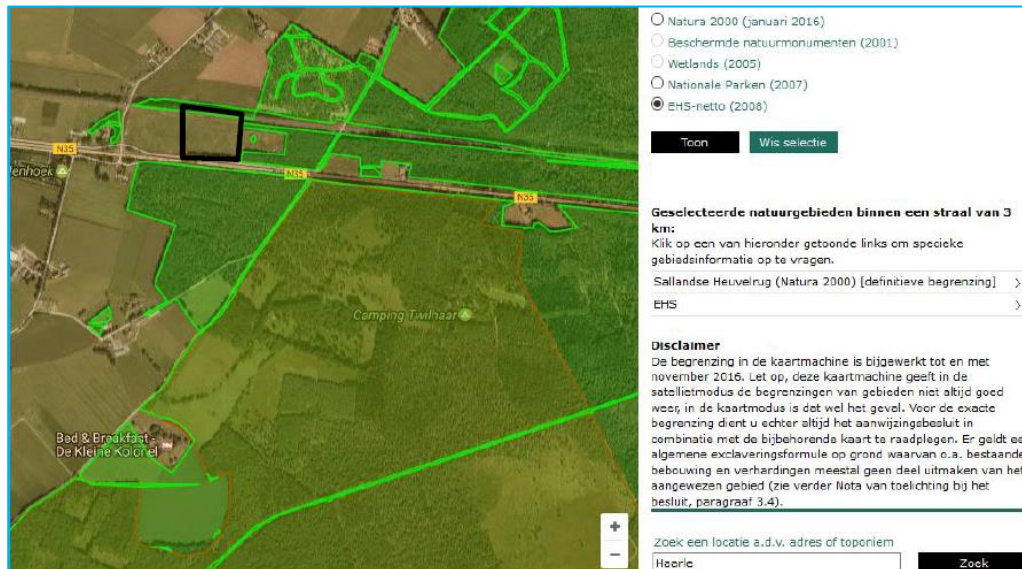 N35
enhoek
N35
N35
Camping Twilhaar
Bed & Breakfast -
De Kleine Kolonel
+
−
Natura 2000 (januari 2016)
Beschermde natuurmonumenten (2001)
Wetlands (2005)
Nationale Parken (2007)
EHS-netto (2008)
Toon Wis selectie
Geselecteerde natuurgebieden binnen een straal van 3
km:
Klik op een van hieronder getoonde links om specieke
gebiedsinformatie op te vragen.
Sallandse Heuvelrug (Natura 2000) [definitieve begrenzing] >
EHS >
Disclaimer
De begrenzing in de kaartmachine is bijgewerkt tot en met
november 2016. Let op, deze kaartmachine geeft in de
satellietmodus de begrenzingen van gebieden niet altijd goed
weer, in de kaartmodus is dat wel het geval. Voor de exacte
begrenzing dient u echter altijd het aanwijzingsbesluit in
combinatie met de bijbehorende kaart te raadplegen. Er geldt ee
algemene exclaveringsformule op grond waarvan o.a. bestaande
bebouwing en verhardingen meestal geen deel uitmaken van het
aangewezen gebied (zie verder Nota van toelichting bij het
besluit, paragraaf 3.4).
Zoek een locatie a.d.v. adres of toponiem
Haarle Zoek